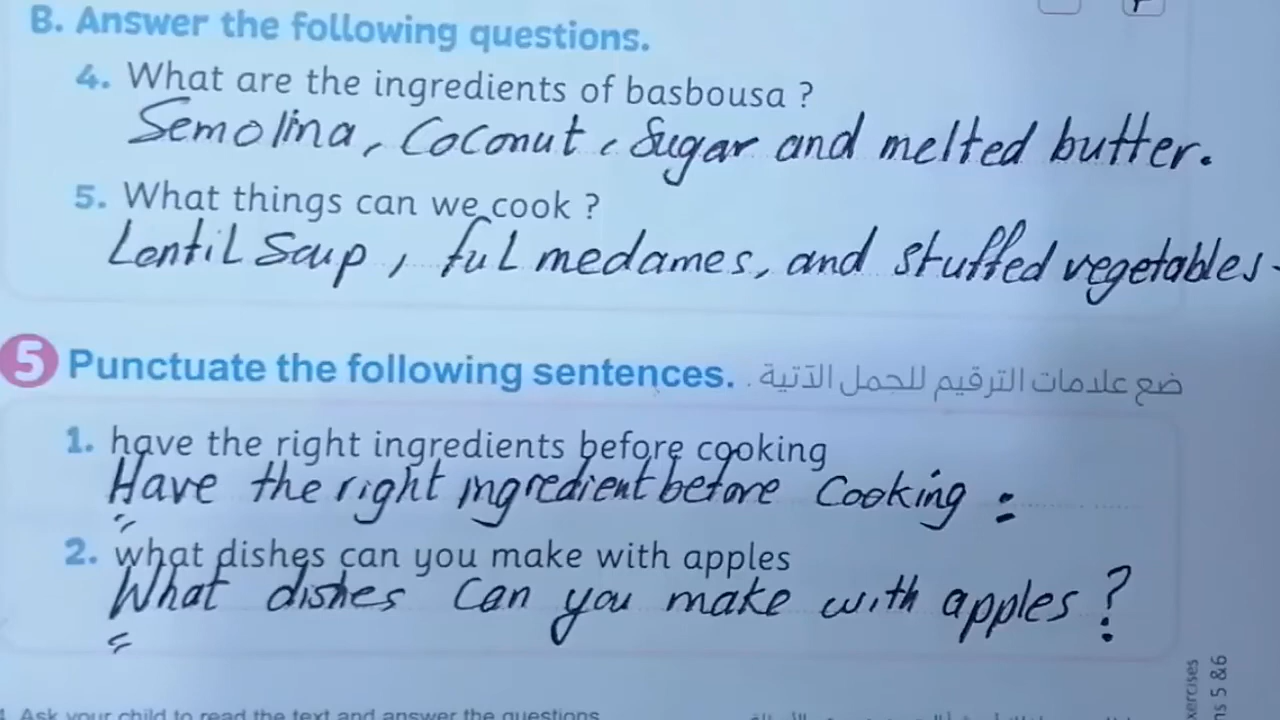 B. Answer the following questions.
4. What are the ingredients of basbousa ?
Semolina, Coconut, Sugar and melted butter.
5. What things can we cook ?
Lentil Soup, ful medames, and stuffed vegetables.
5 Punctuate the following sentences. ضع علامات الترقيم للجمل الآتية .
1. have the right ingredients before cooking
Have the right ingredient before Cooking .
2. what dishes can you make with apples
What dishes Can you make with apples ?
Ask your child to read the text and answer the questions
ns 5 &6